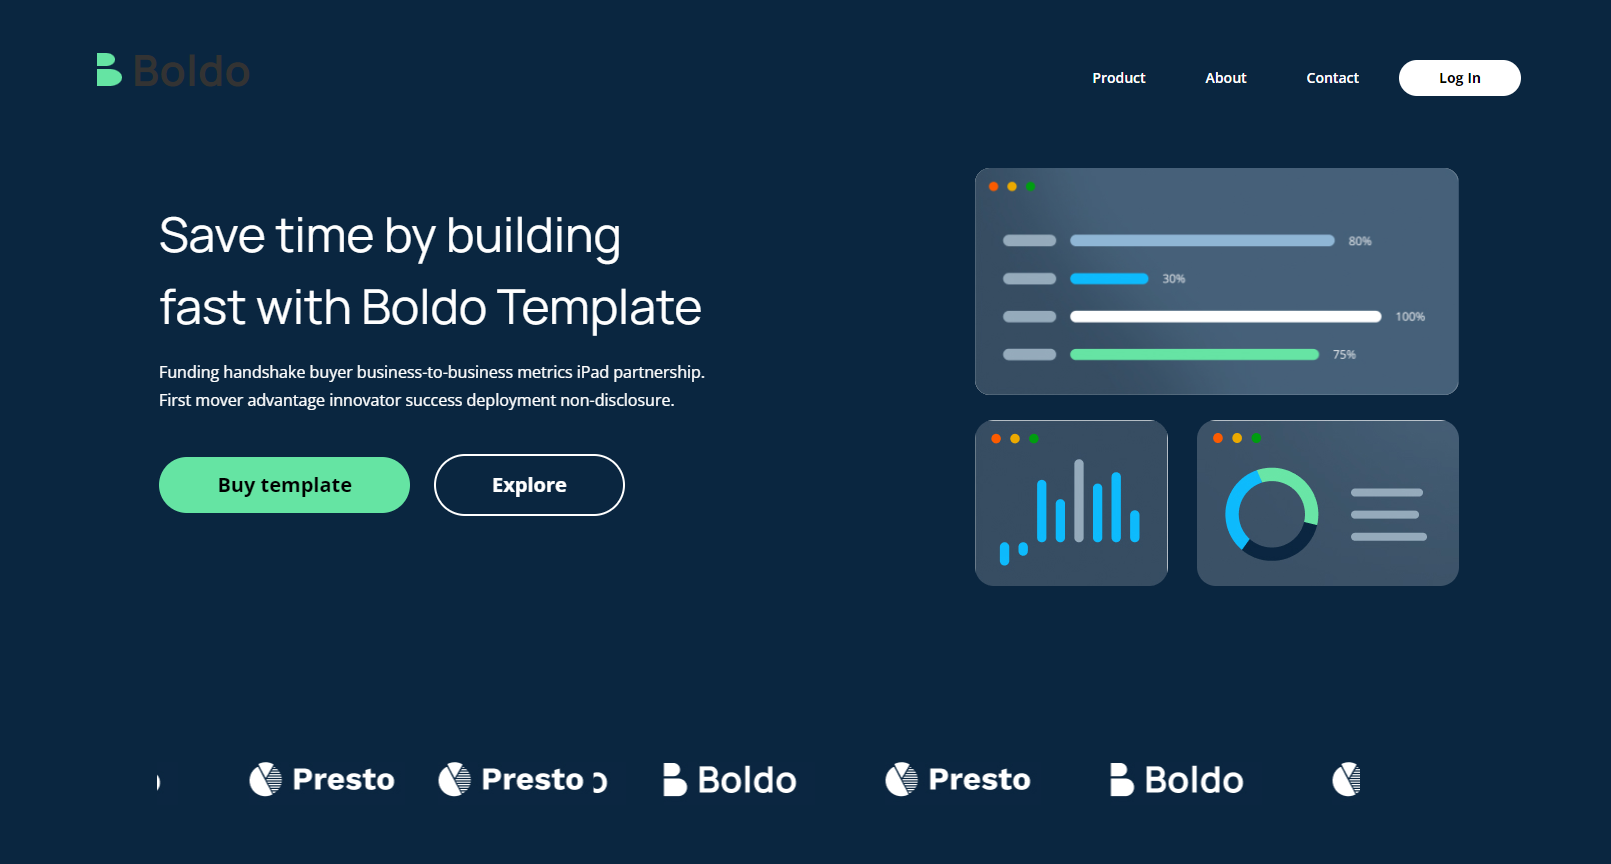 Boldo
Product About Contact Log In
Save time by building
fast with Boldo Template
Funding handshake buyer business-to-business metrics iPad partnership.
First mover advantage innovator success deployment non-disclosure.
Buy template Explore
80%
30%
100%
75%
Presto Presto Boldo Presto Boldo